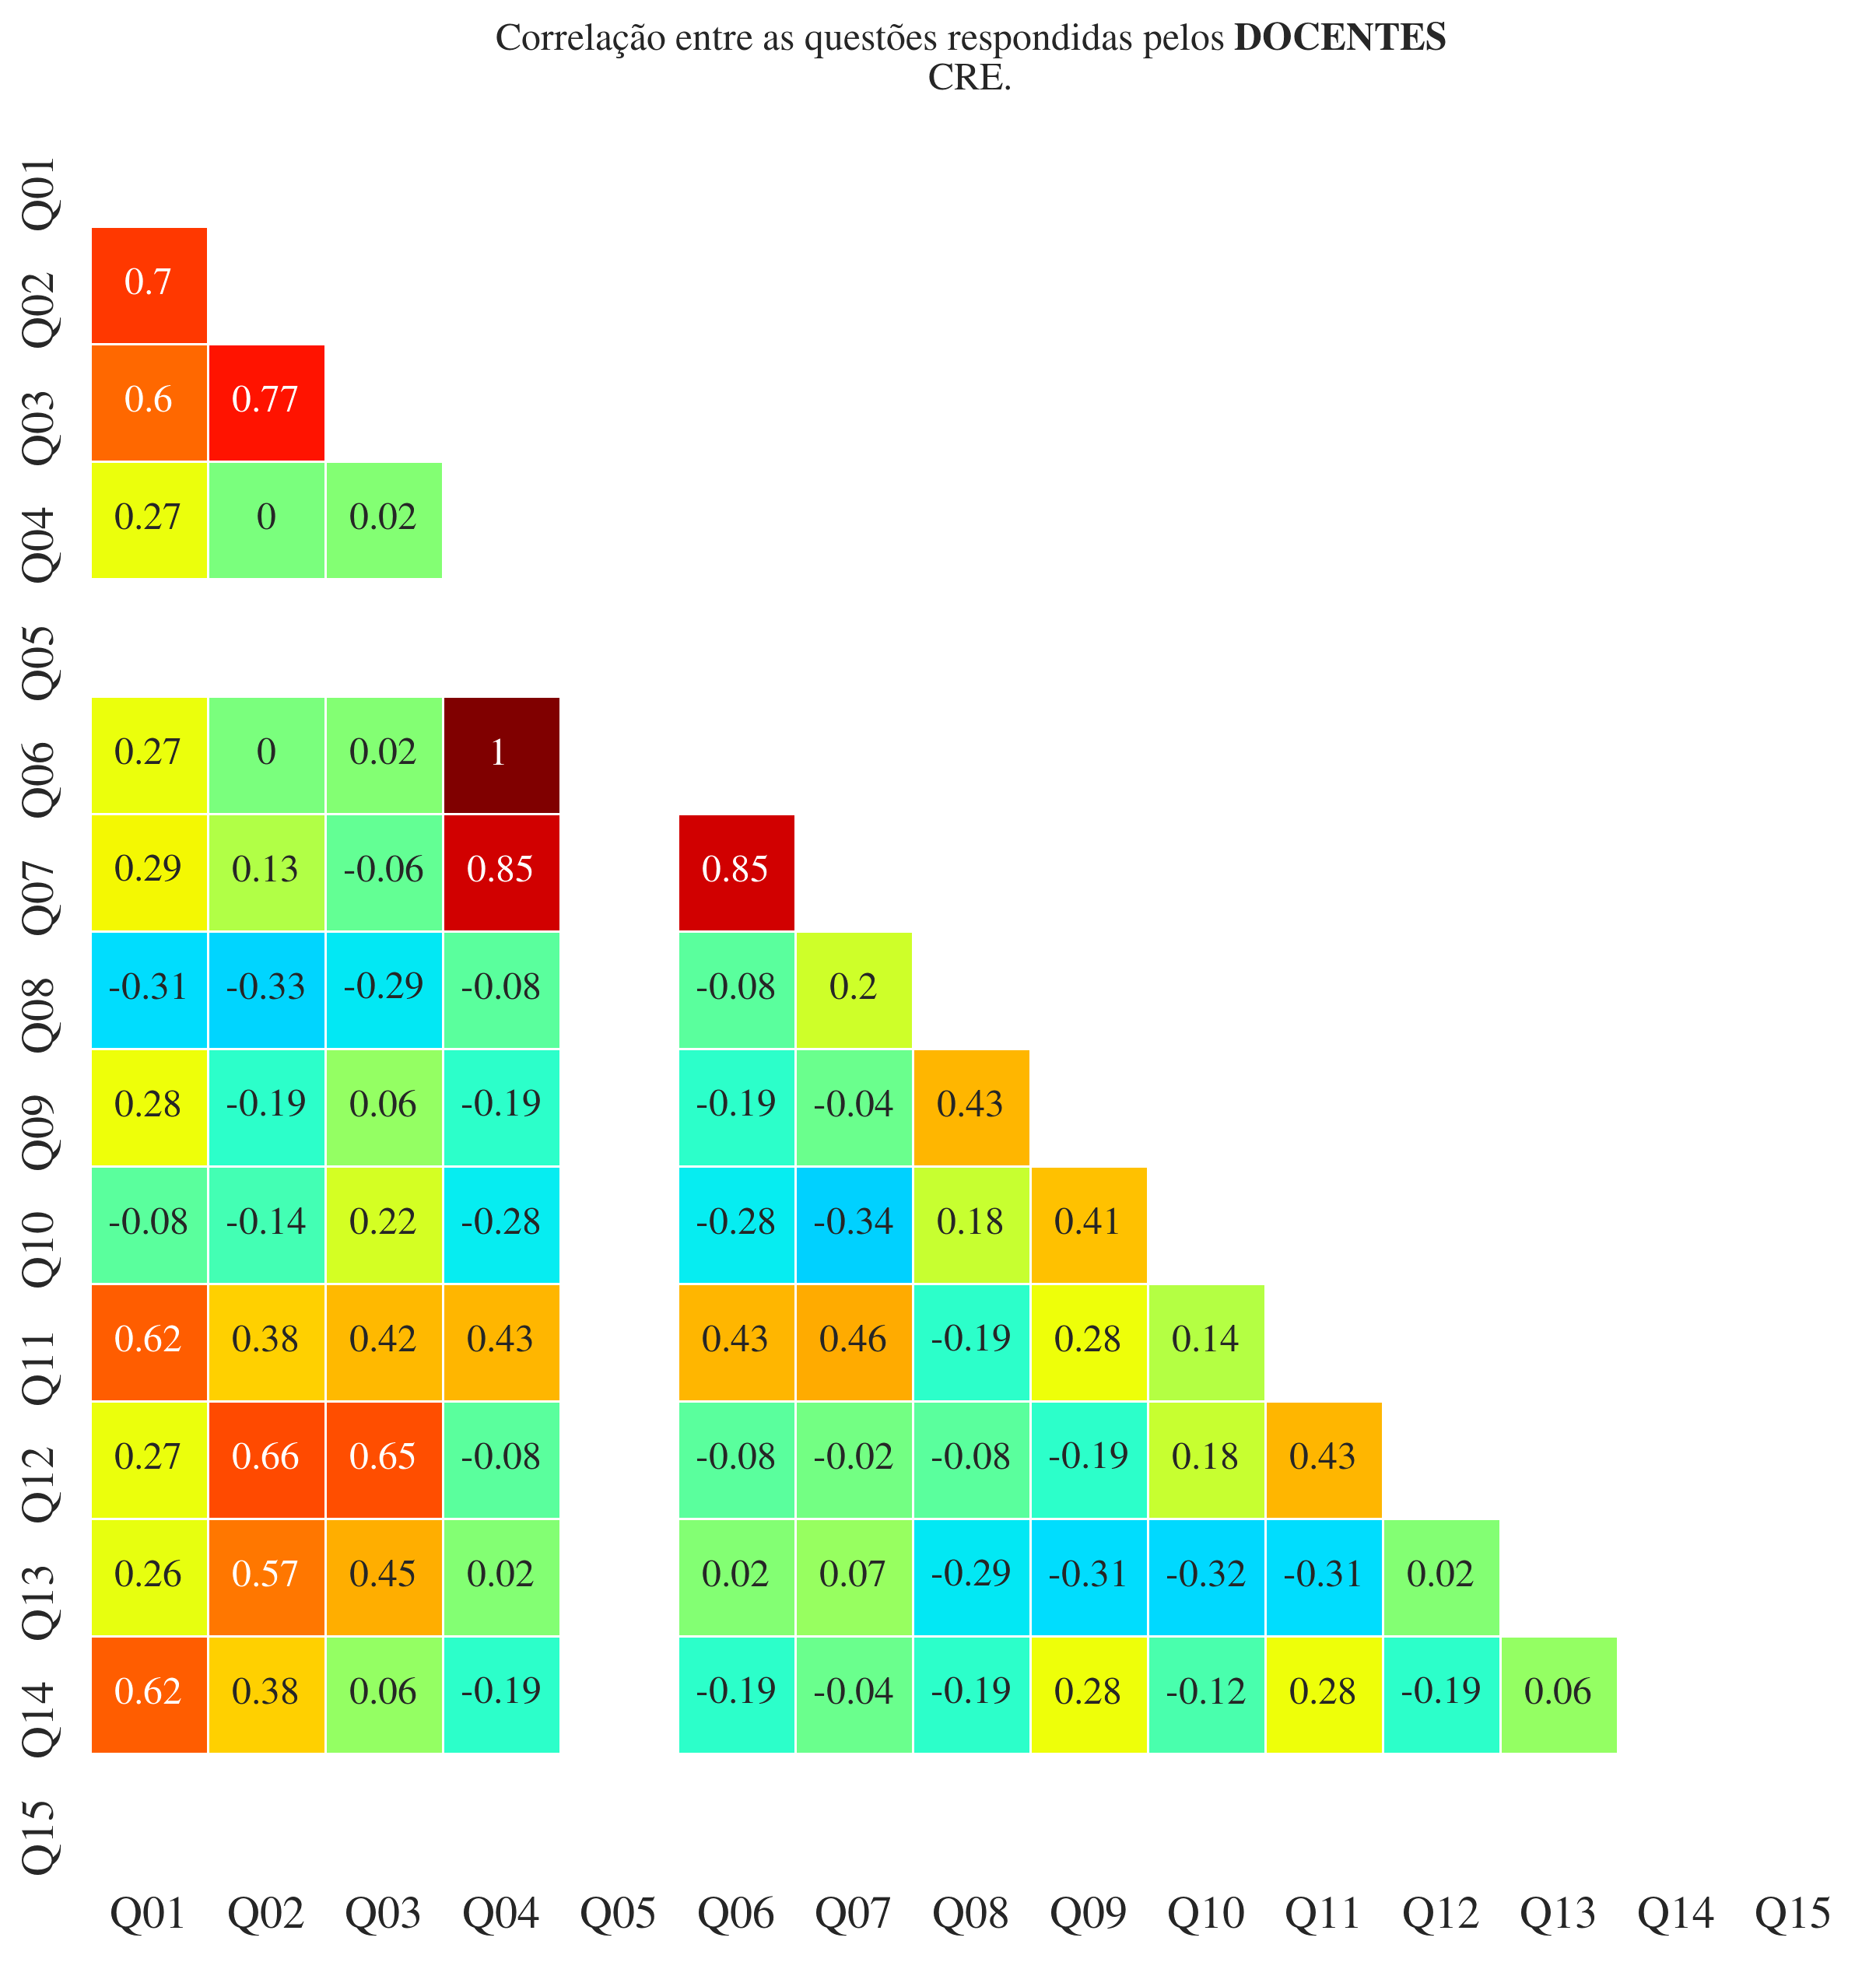 Correlação entre as questões respondidas pelos DOCENTES
CRE.
Q01
Q02 0.7
Q03 0.6 0.77
Q04 0.27 0 0.02
Q05
Q06 0.27 0 0.02 1
Q07 0.29 0.13 -0.06 0.85 0.85
Q08 -0.31 -0.33 -0.29 -0.08 -0.08 0.2
Q09 0.28 -0.19 0.06 -0.19 -0.19 -0.04 0.43
Q10 -0.08 -0.14 0.22 -0.28 -0.28 -0.34 0.18 0.41
Q11 0.62 0.38 0.42 0.43 0.43 0.46 -0.19 0.28 0.14
Q12 0.27 0.66 0.65 -0.08 -0.08 -0.02 -0.08 -0.19 0.18 0.43
Q13 0.26 0.57 0.45 0.02 0.02 0.07 -0.29 -0.31 -0.32 -0.31 0.02
Q14 0.62 0.38 0.06 -0.19 -0.19 -0.04 -0.19 0.28 -0.12 0.28 -0.19 0.06
Q15
Q01 Q02 Q03 Q04 Q05 Q06 Q07 Q08 Q09 Q10 Q11 Q12 Q13 Q14 Q15